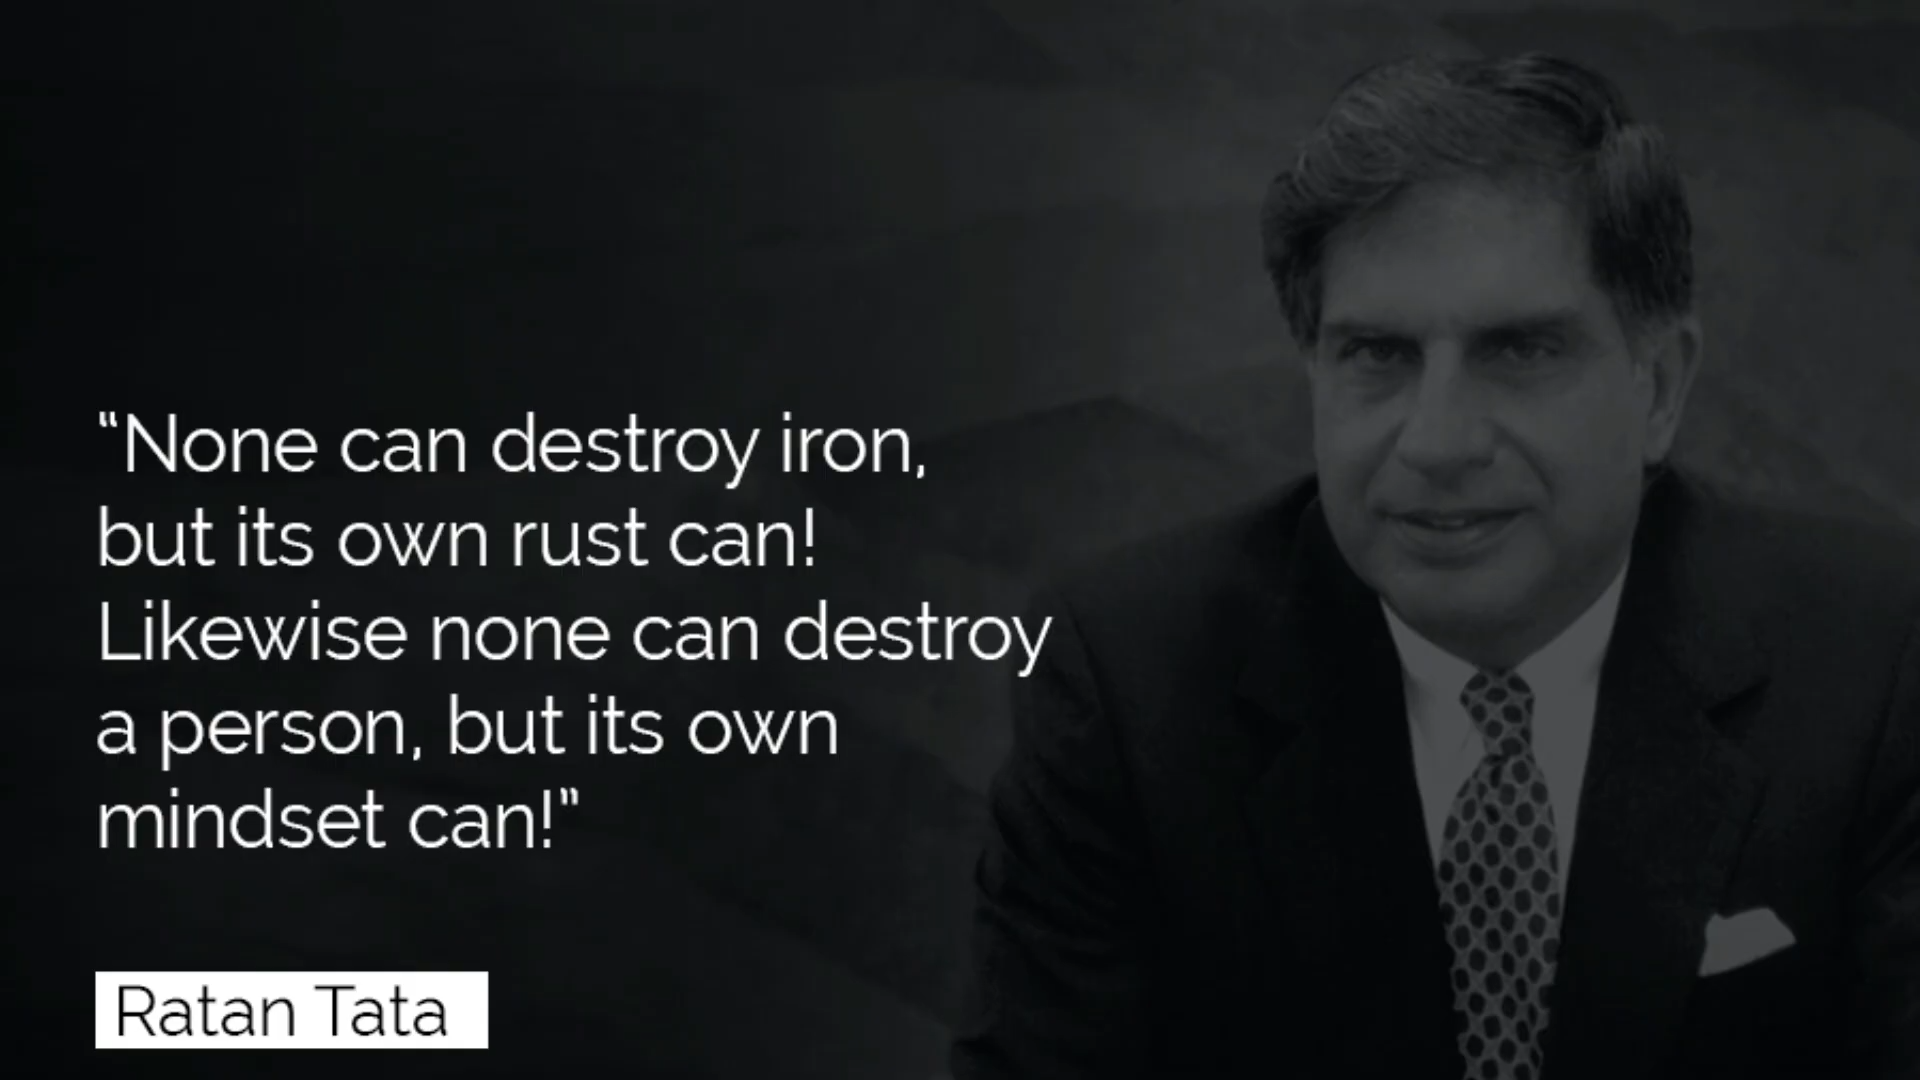 “None can destroy iron,
but its own rust can!
Likewise none can destroy
a person, but its own
mindset can!”
Ratan Tata